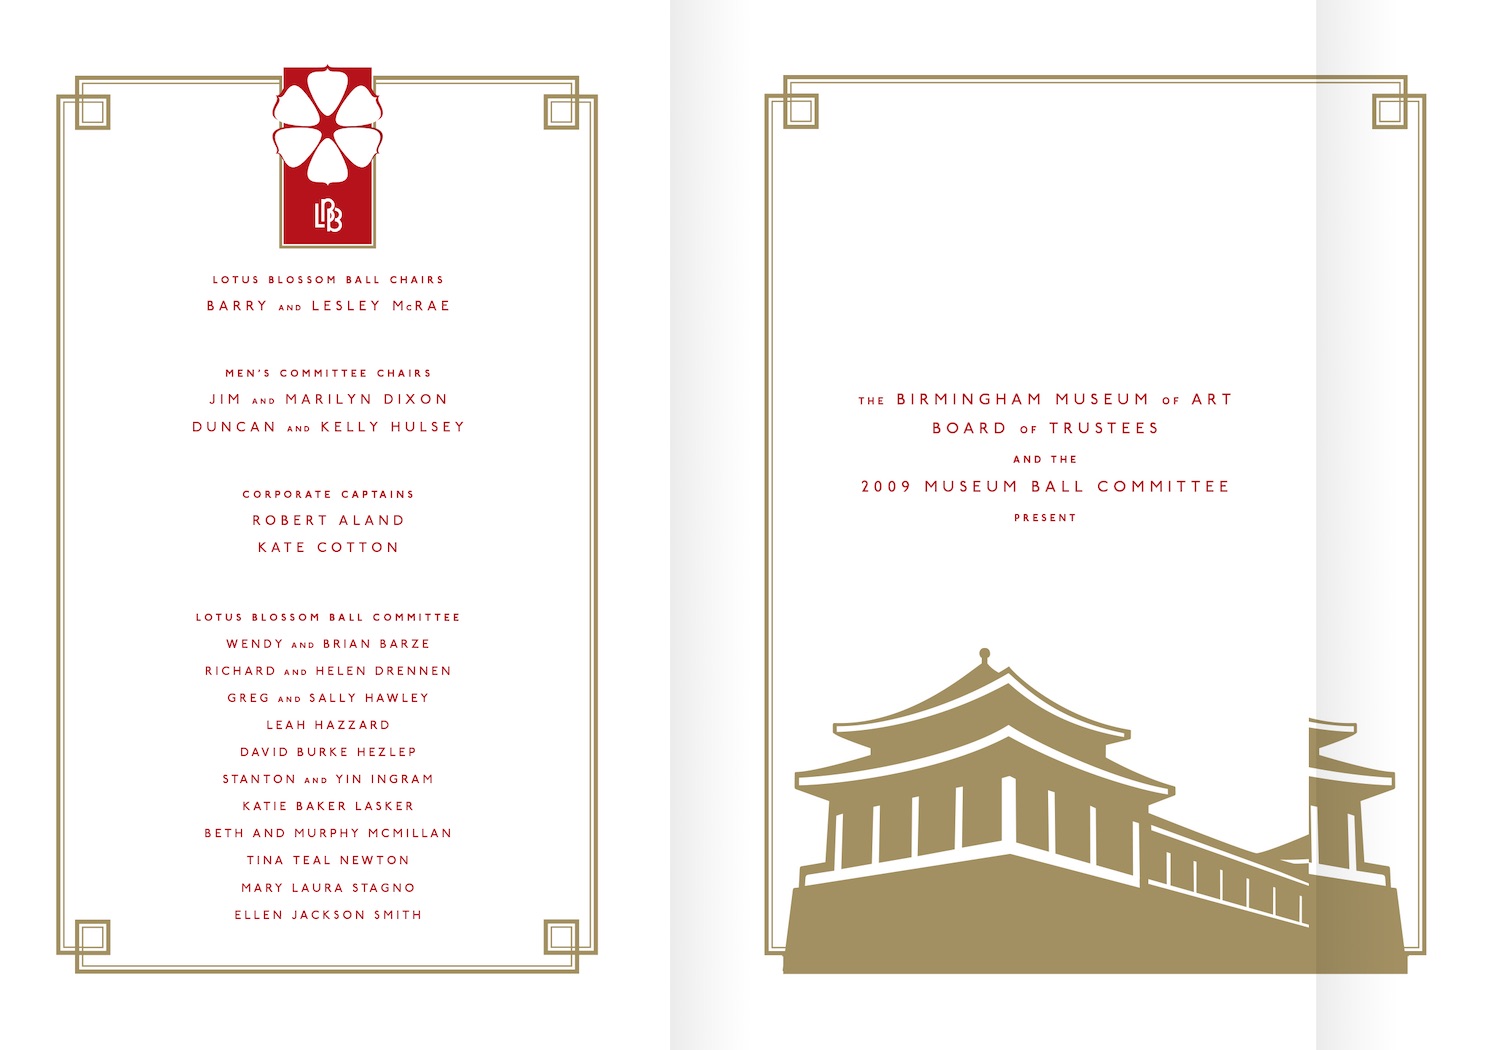 LBB
LOTUS BLOSSOM BALL CHAIRS
BARRY AND LESLEY McRAE
MEN'S COMMITTEE CHAIRS
JIM AND MARILYN DIXON
DUNCAN AND KELLY HULSEY
CORPORATE CAPTAINS
ROBERT ALAND
KATE COTTON
LOTUS BLOSSOM BALL COMMITTEE
WENDY AND BRIAN BARZE
RICHARD AND HELEN DRENNEN
GREG AND SALLY HAWLEY
LEAH HAZZARD
DAVID BURKE HEZLEP
STANTON AND YIN INGRAM
KATIE BAKER LASKER
BETH AND MURPHY MCMILLAN
TINA TEAL NEWTON
MARY LAURA STAGNO
ELLEN JACKSON SMITH
THE BIRMINGHAM MUSEUM OF ART
BOARD OF TRUSTEES
AND THE
2009 MUSEUM BALL COMMITTEE
PRESENT